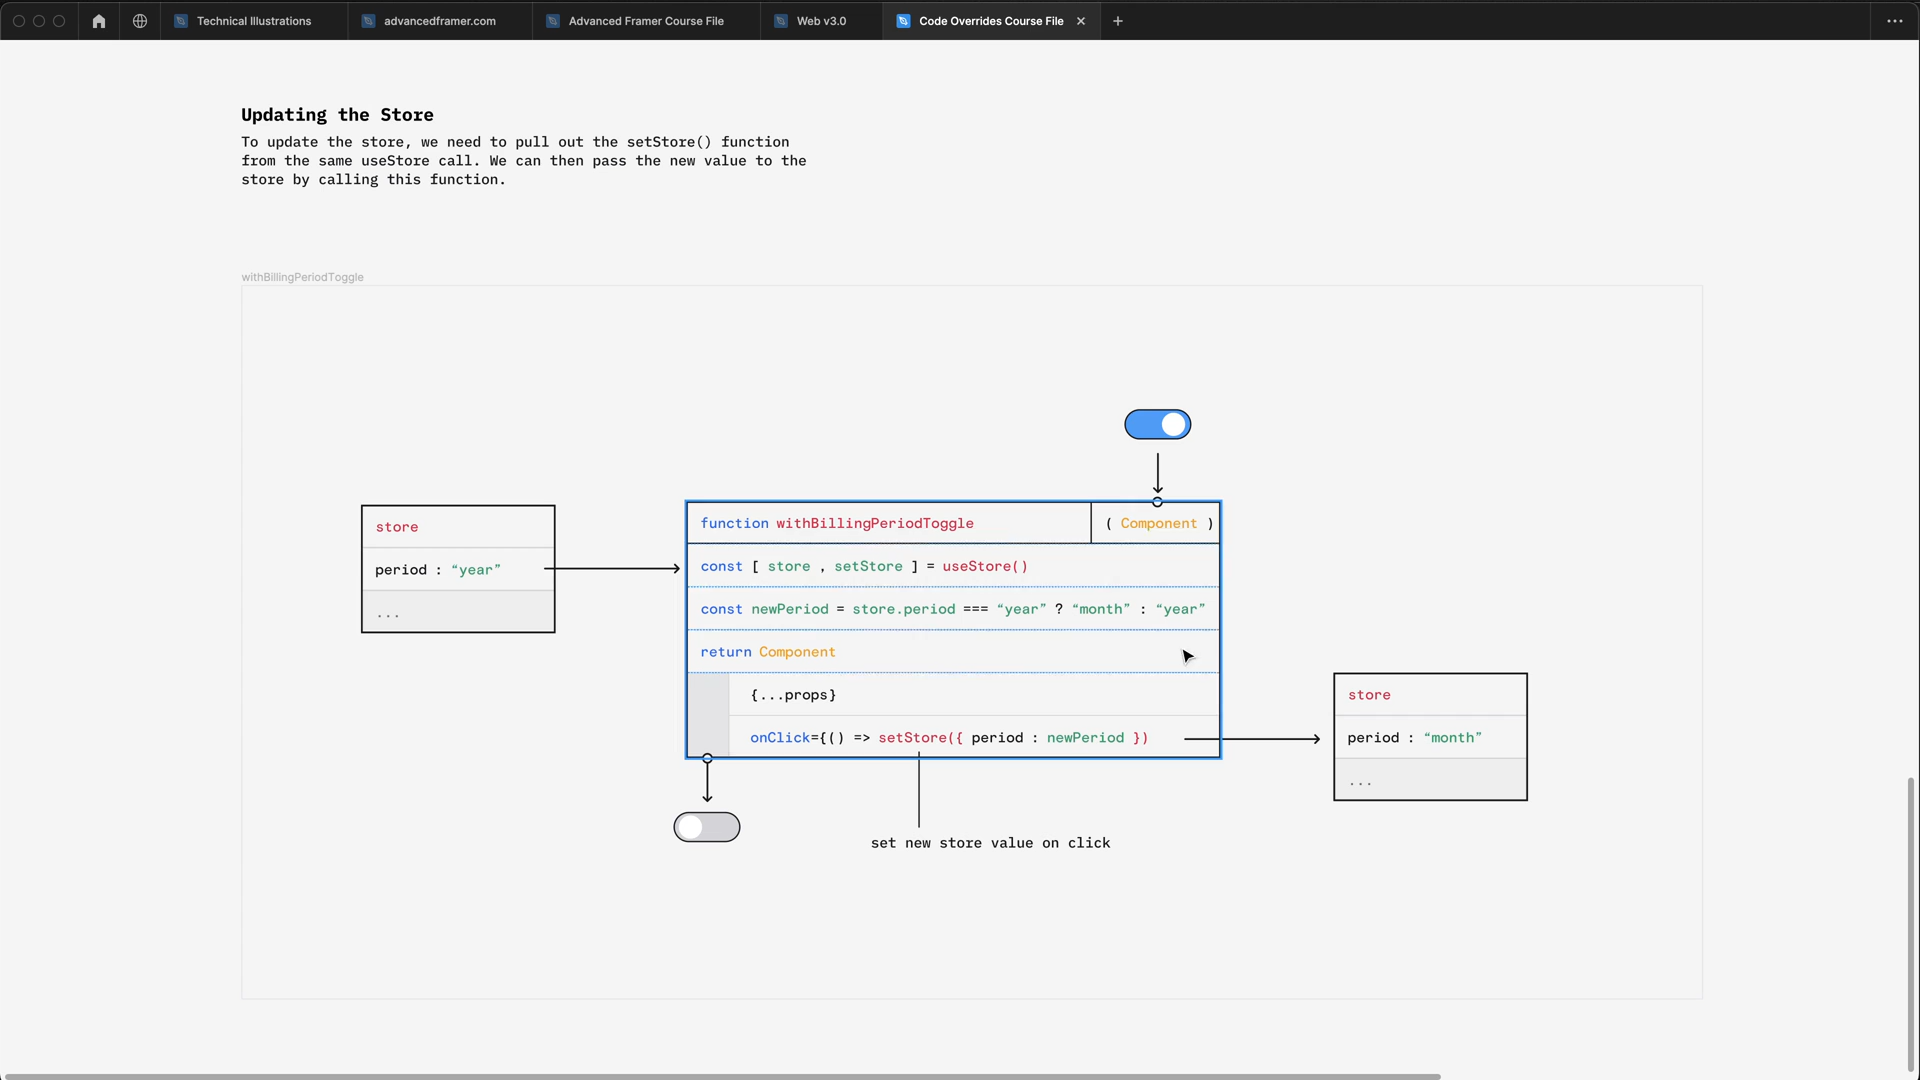 Technical Illustrations
advancedframer.com
Advanced Framer Course File
Web v3.0
Code Overrides Course File
Updating the Store
To update the store, we need to pull out the setStore() function
from the same useStore call. We can then pass the new value to the
store by calling this function.
withBillingPeriodToggle
store
period : “year”
...
function withBillingPeriodToggle ( Component )
const [ store , setStore ] = useStore()
const newPeriod = store.period === “year” ? “month” : “year”
return Component
{...props}
onClick={() => setStore({ period : newPeriod })
set new store value on click
store
period : “month”
...